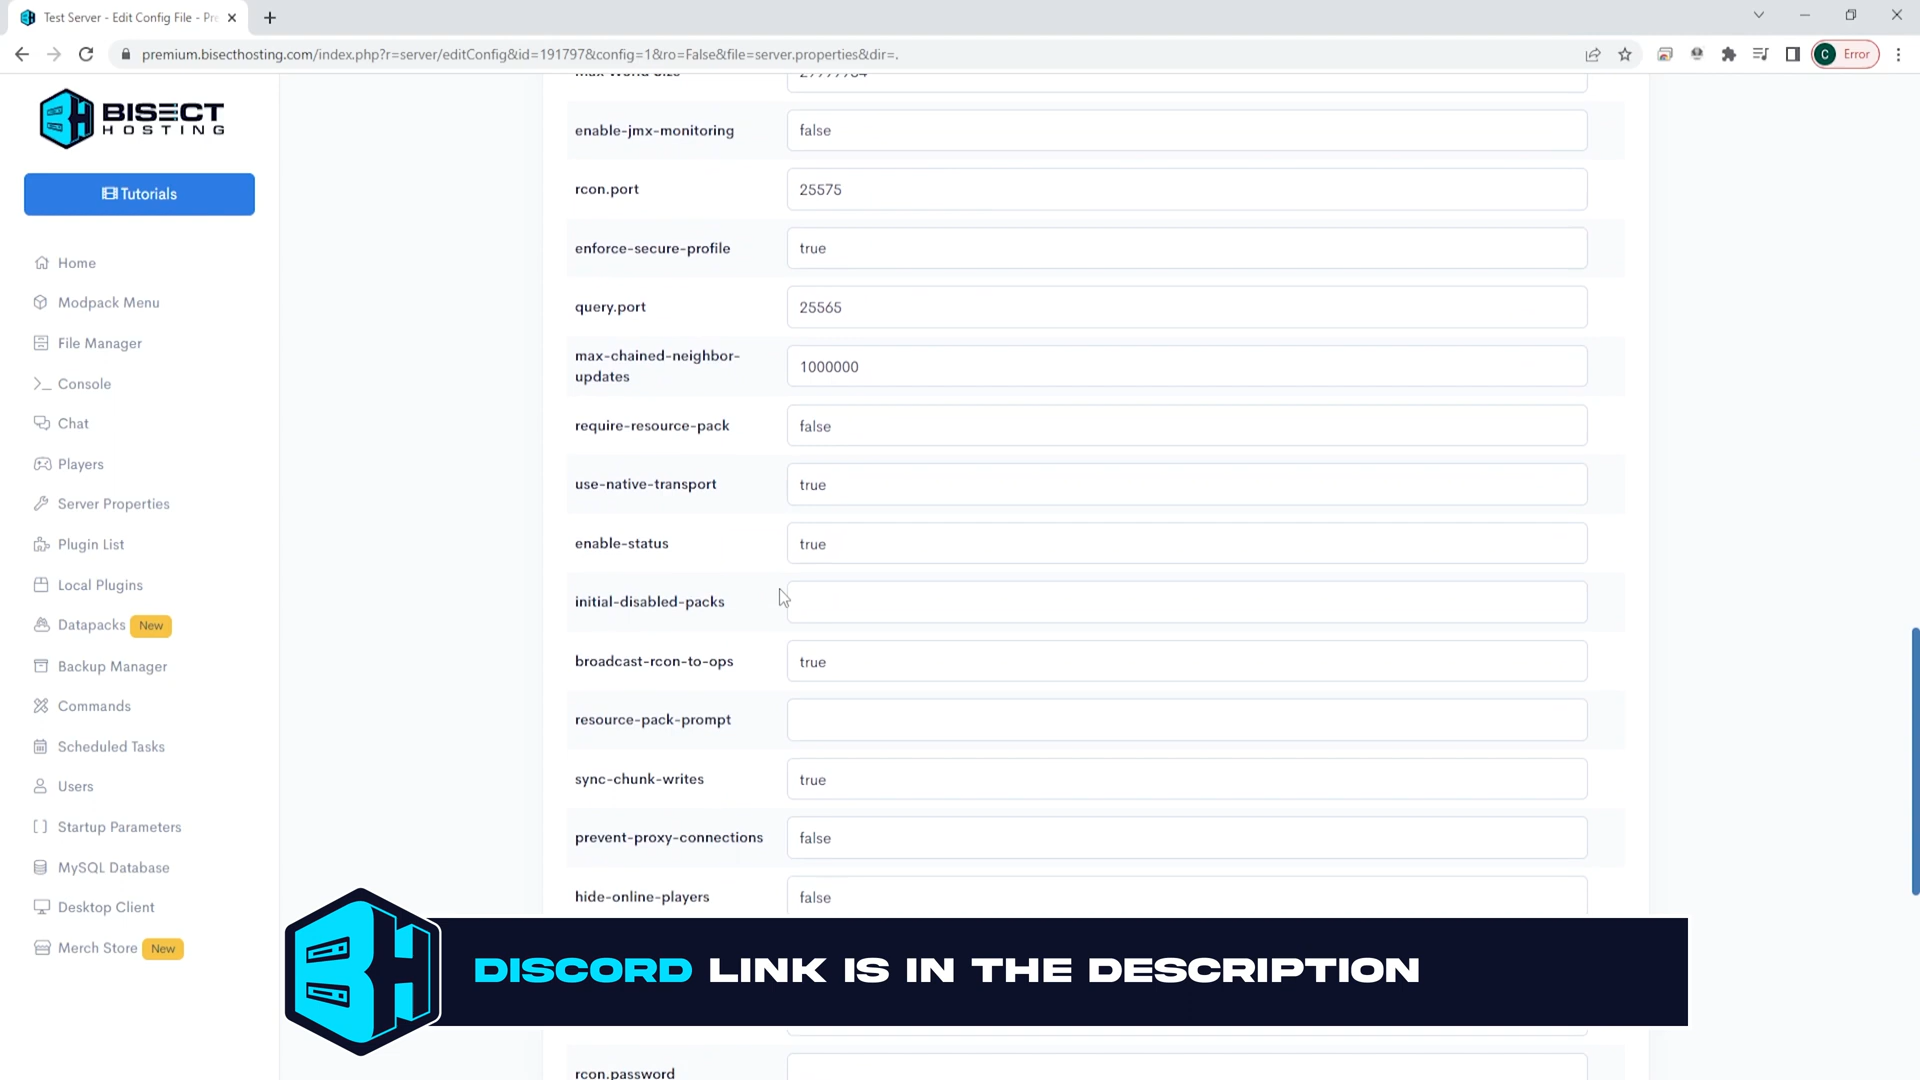 Test Server - Edit Config File - Pre
premium.bisecthosting.com/index.php?r=server/editConfig&id=191797&config=1&ro=False&file=server.properties&dir=.
C Error
BISECT
HOSTING
Tutorials
Home
Modpack Menu
File Manager
Console
Chat
Players
Server Properties
Plugin List
Local Plugins
Datapacks New
Backup Manager
Commands
Scheduled Tasks
Users
Startup Parameters
MySQL Database
Desktop Client
Merch Store New
max-world-size 29999984
enable-jmx-monitoring false
rcon.port 25575
enforce-secure-profile true
query.port 25565
max-chained-neighbor-
updates 1000000
require-resource-pack false
use-native-transport true
enable-status true
initial-disabled-packs
broadcast-rcon-to-ops true
resource-pack-prompt
sync-chunk-writes true
prevent-proxy-connections false
hide-online-players false
DISCORD LINK IS IN THE DESCRIPTION
rcon.password